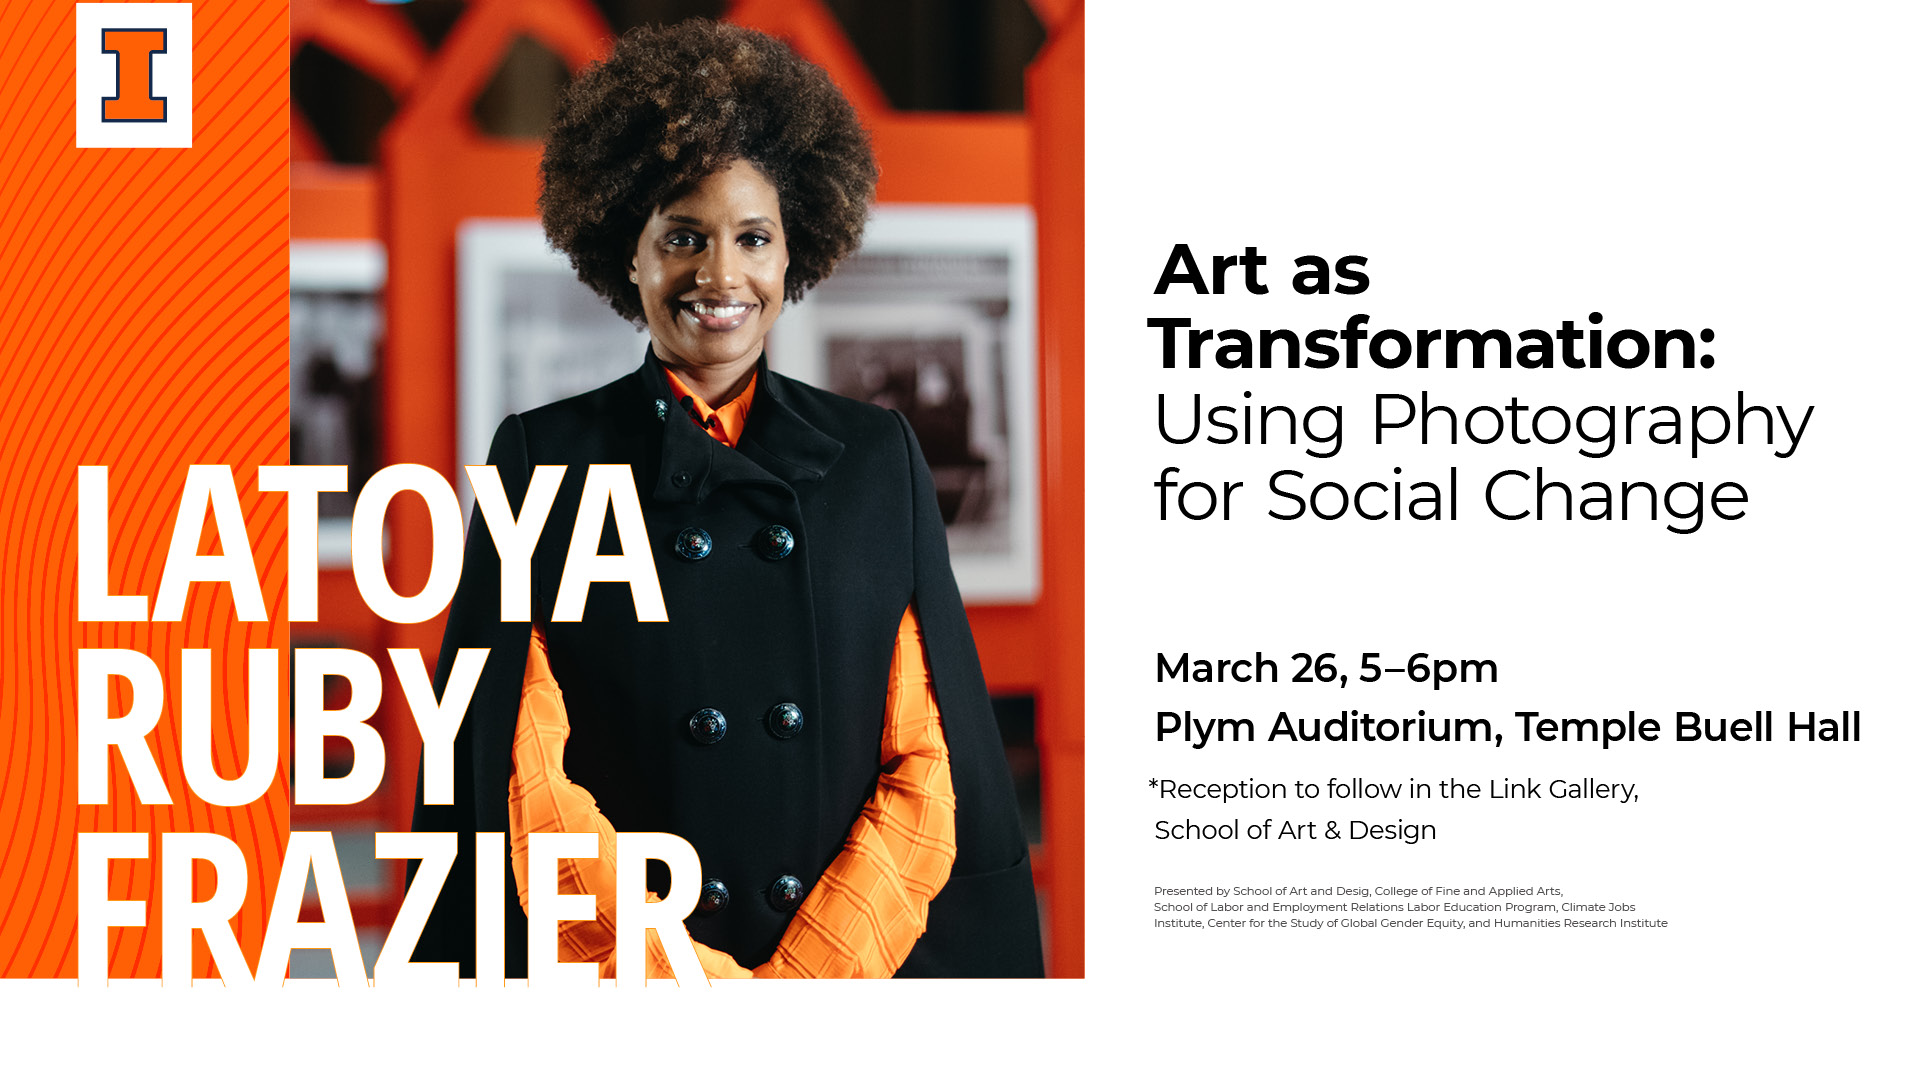 I
LATOYA
RUBY
FRAZIER
Art as
Transformation:
Using Photography
for Social Change
March 26, 5–6pm
Plym Auditorium, Temple Buell Hall
*Reception to follow in the Link Gallery,
School of Art & Design
Presented by School of Art and Desig, College of Fine and Applied Arts,
School of Labor and Employment Relations Labor Education Program, Climate Jobs
Institute, Center for the Study of Global Gender Equity, and Humanities Research Institute